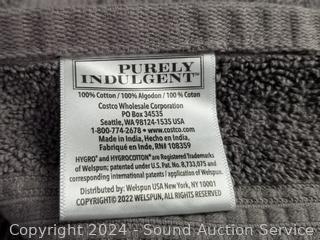 PURELY
INDULGENT™
100% Cotton / 100% Algodon / 100% Cotan
Costco Wholesale Corporation
PO Box 34535
Seattle, WA 98124-1535 USA
1-800-774-2678 • www.costco.com
Made in India, Hecho en India,
Fabriqué en Inde, RN# 108359
HYGRO® and HYGROCOTTON® are Registered Trademarks
of Welspun; patented under U.S. Pat. No. 8,733,075 and
corresponding international patents / application of Welspun.
Distributed by: Welspun USA New York, NY 10001
COPYRIGHT© 2022 WELSPUN, ALL RIGHTS RESERVED.
Copyright © 2024 - Sound Auction Service